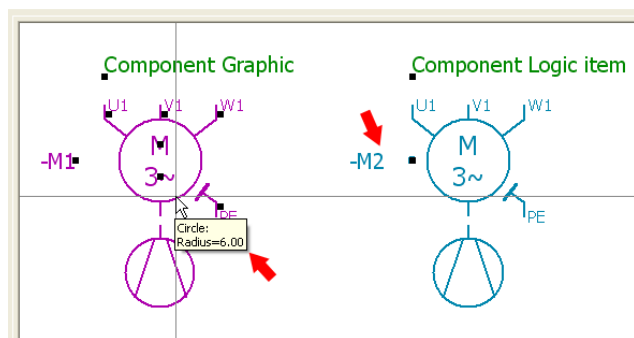 Component Graphic
Component Logic item
U1 V1 W1
U1 V1 W1
-M1
M
3~
-M2
M
3~
PE
PE
Circle:
Radius=6.00